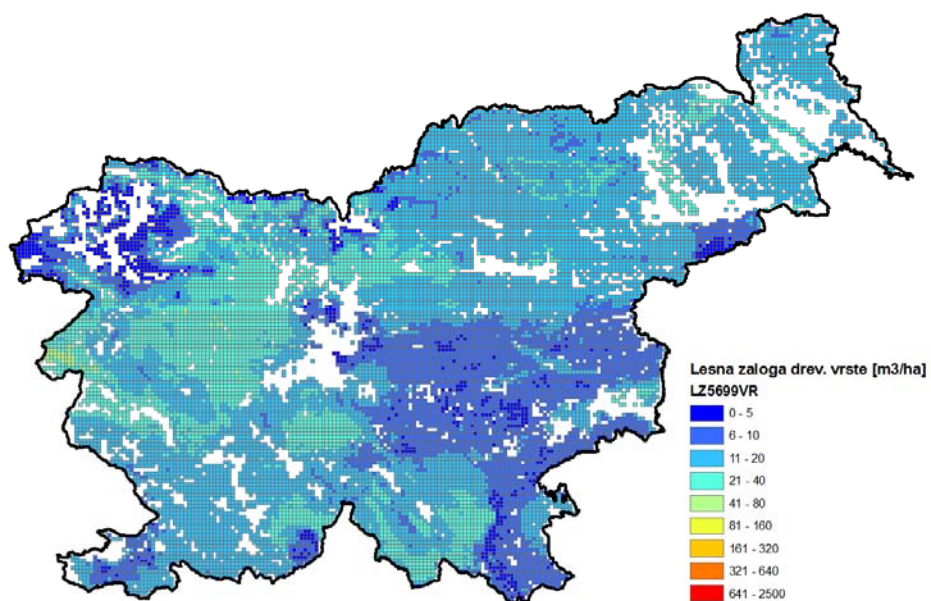 Lesna zaloga drev. vrste [m3/ha]
LZ5699VR
0 - 5
6 - 10
11 - 20
21 - 40
41 - 80
81 - 160
161 - 320
321 - 640
641 - 2500